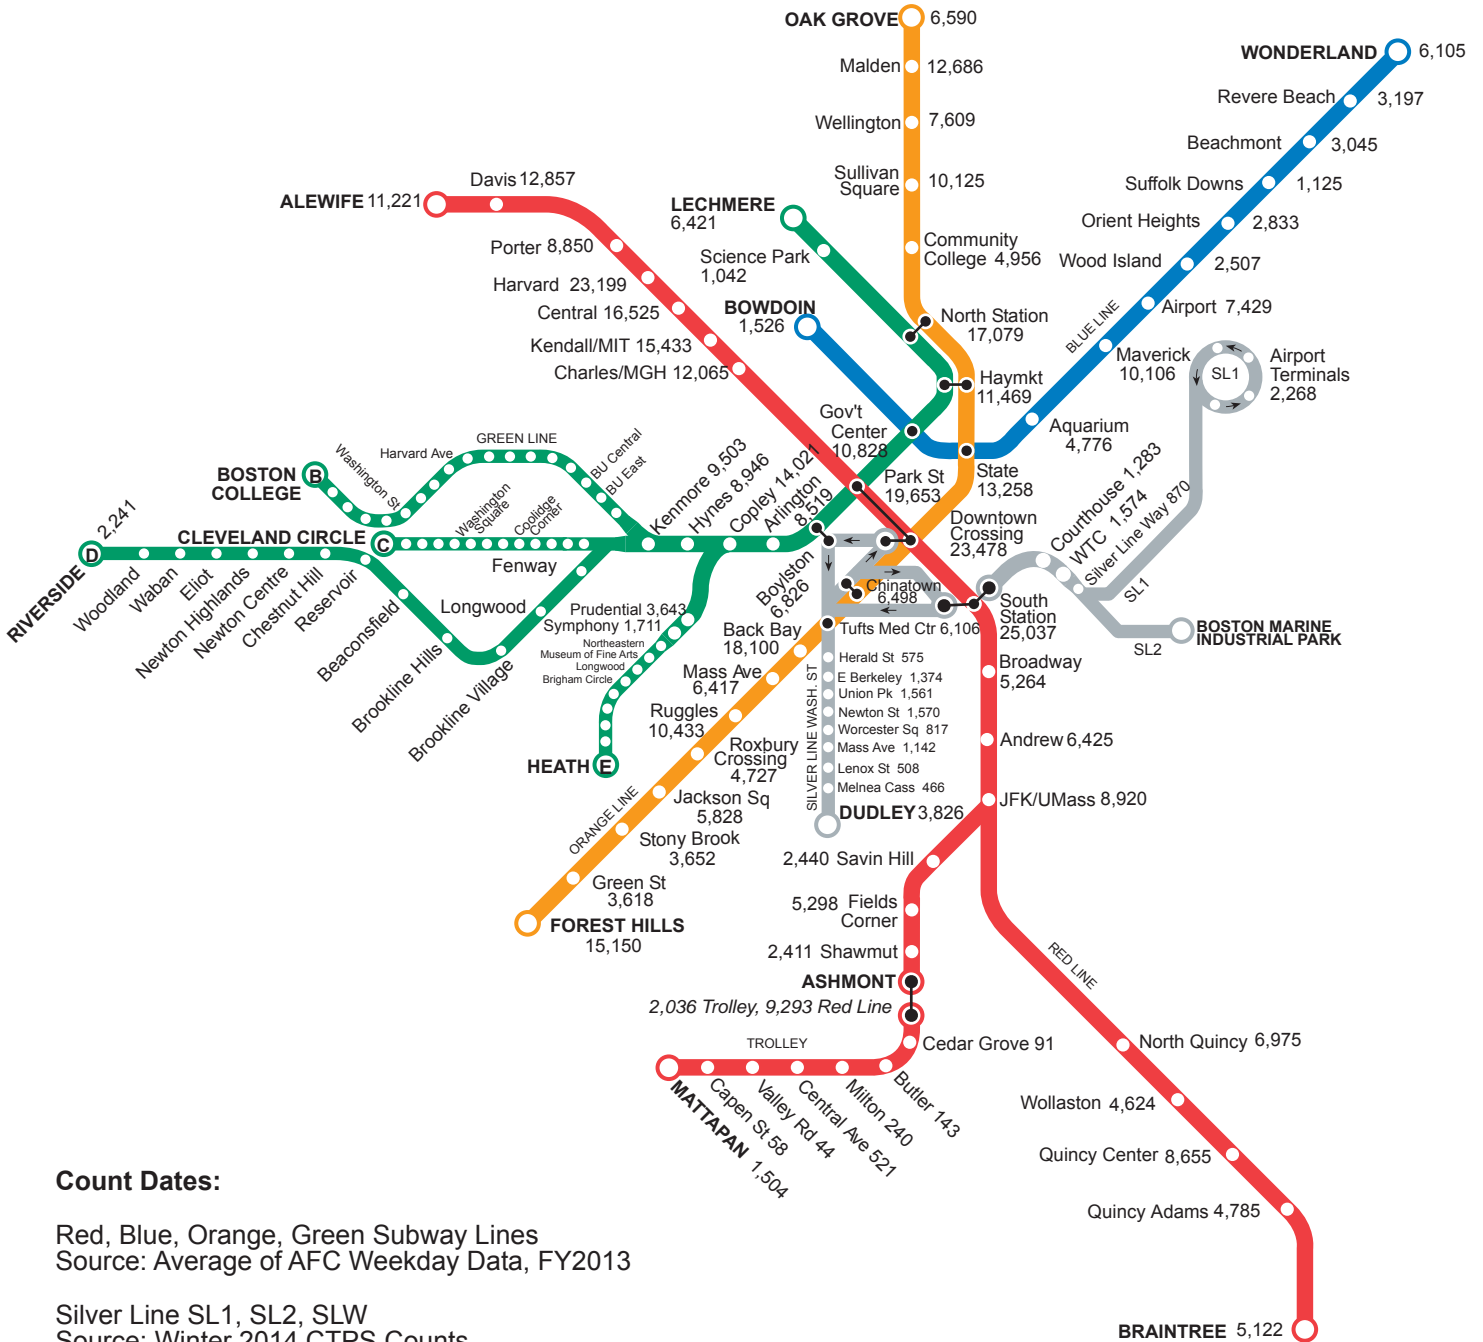 OAK GROVE 6,590
Malden 12,686
Wellington 7,609
Sullivan
Square 10,125
Community
College 4,956
North Station
17,079
Haymkt
11,469
WONDERLAND 6,105
Revere Beach 3,197
Beachmont 3,045
Suffolk Downs 1,125
Orient Heights 2,833
Wood Island 2,507
Airport 7,429
BLUE LINE
Maverick
10,106
Aquarium
4,776
State
13,258
Gov't
Center
10,828
BOWDOIN
1,526
LECHMERE
6,421
Science Park
1,042
ALEWIFE 11,221
Davis 12,857
Porter 8,850
Harvard 23,199
Central 16,525
Kendall/MIT 15,433
Charles/MGH 12,065
Park St
19,653
Downtown
Crossing
23,478
SL1
Airport
Terminals
2,268
Courthouse 1,283
WTC 1,574
Silver Line Way 870
SL1
SL2
BOSTON MARINE
INDUSTRIAL PARK
South
Station
25,037
GREEN LINE
BOSTON
COLLEGE
B
Washington St
Harvard Ave
BU Central
BU East
CLEVELAND CIRCLE
C
Washington
Square
Coolidge
Corner
Kenmore 9,503
Hynes 8,946
Copley 14,021
Arlington
8,519
Boylston
6,826
RIVERSIDE
D
2,241
Woodland
Waban
Eliot
Newton Highlands
Newton Centre
Chestnut Hill
Reservoir
Beaconsfield
Brookline Hills
Brookline Village
Longwood
Fenway
Prudential 3,643
Symphony 1,711
Northeastern
Museum of Fine Arts
Longwood
Brigham Circle
HEATH
E
Chinatown
6,498
Tufts Med Ctr 6,106
Back Bay
18,100
Mass Ave
6,417
Ruggles
10,433
Roxbury
Crossing
4,727
Jackson Sq
5,828
Stony Brook
3,652
Green St
3,618
ORANGE LINE
FOREST HILLS
15,150
SILVER LINE WASH. ST
Herald St 575
E Berkeley 1,374
Union Pk 1,561
Newton St 1,570
Worcester Sq 817
Mass Ave 1,142
Lenox St 508
Melnea Cass 466
DUDLEY 3,826
Broadway
5,264
Andrew 6,425
JFK/UMass 8,920
2,440 Savin Hill
5,298 Fields
Corner
2,411 Shawmut
ASHMONT
2,036 Trolley, 9,293 Red Line
Cedar Grove 91
TROLLEY
Butler 143
Milton 240
Central Ave 521
Valley Rd 44
Capen St 58
MATTAPAN 1,504
RED LINE
North Quincy 6,975
Wollaston 4,624
Quincy Center 8,655
Quincy Adams 4,785
BRAINTREE 5,122
Count Dates:
Red, Blue, Orange, Green Subway Lines
Source: Average of AFC Weekday Data, FY2013
Silver Line SL1, SL2, SLW
Source: Winter 2014 CTPS Counts